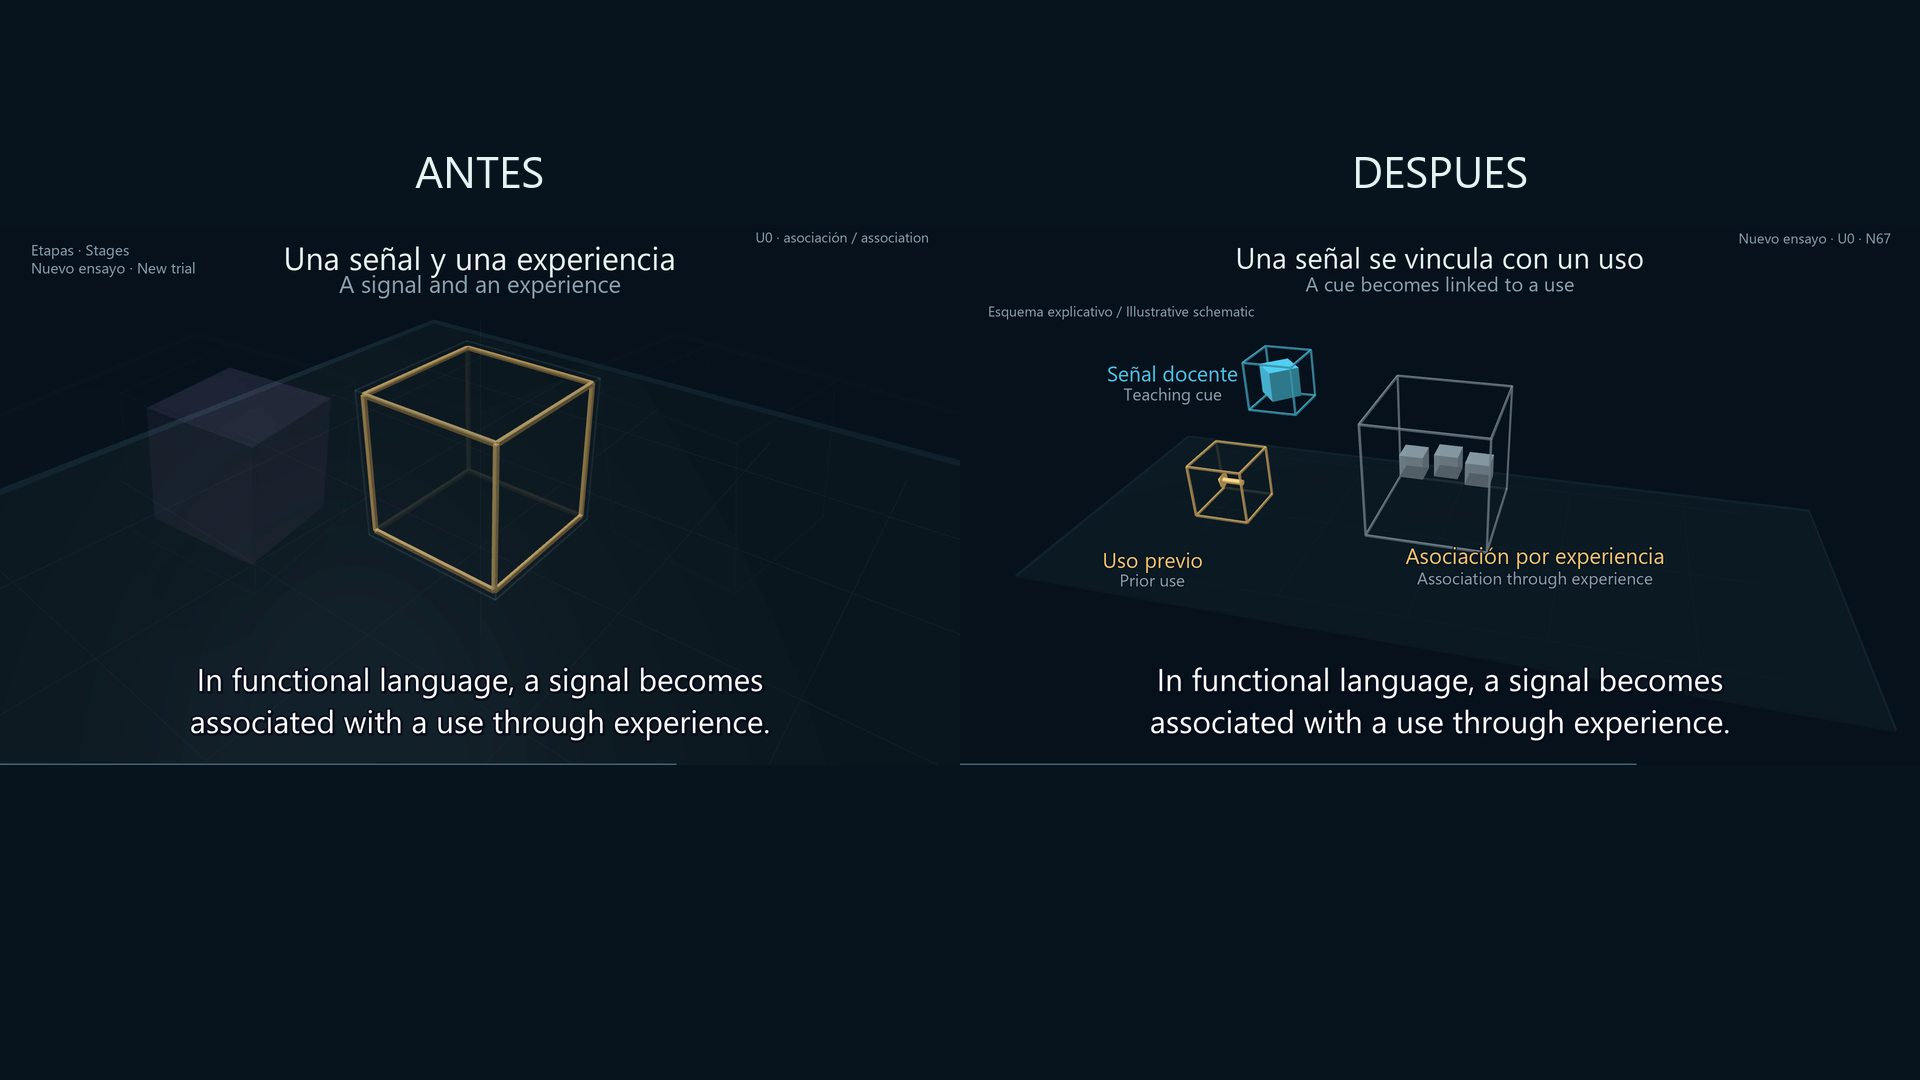 ANTES
Etapas · Stages
Nuevo ensayo · New trial
Una señal y una experiencia
A signal and an experience
U0 · asociación / association
In functional language, a signal becomes
associated with a use through experience.
DESPUES
Nuevo ensayo · U0 · N67
Una señal se vincula con un uso
A cue becomes linked to a use
Esquema explicativo / Illustrative schematic
Señal docente
Teaching cue
Uso previo
Prior use
Asociación por experiencia
Association through experience
In functional language, a signal becomes
associated with a use through experience.